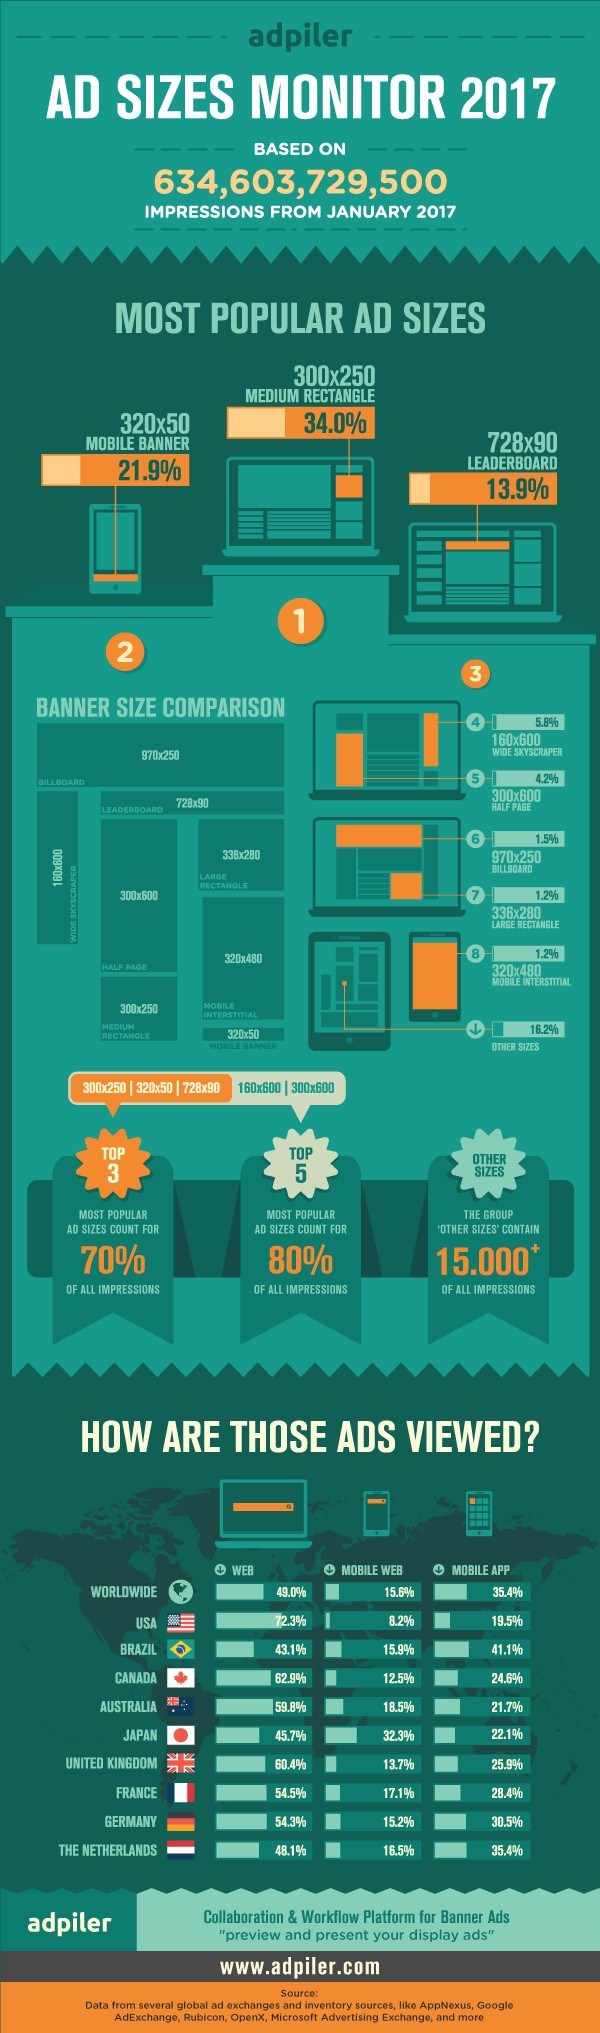 adpiler
AD SIZES MONITOR 2017
BASED ON
634,603,729,500
IMPRESSIONS FROM JANUARY 2017
MOST POPULAR AD SIZES
300x250
MEDIUM RECTANGLE
34.0%
320x50
MOBILE BANNER
21.9%
728x90
LEADERBOARD
13.9%
1
2
3
BANNER SIZE COMPARISON
970x250
BILLBOARD
728x90
LEADERBOARD
160x600
WIDE SKYSCRAPER
300x600
HALF PAGE
336x280
LARGE
RECTANGLE
320x480
MOBILE
INTERSTITIAL
300x250
MEDIUM
RECTANGLE
320x50
MOBILE BANNER
4 5.8%
160x600
WIDE SKYSCRAPER
5 4.2%
300x600
HALF PAGE
6 1.5%
970x250
BILLBOARD
7 1.2%
336x280
LARGE RECTANGLE
8 1.2%
320x480
MOBILE INTERSTITIAL
16.2%
OTHER SIZES
300x250 | 320x50 | 728x90 160x600 | 300x600
TOP
3
MOST POPULAR
AD SIZES COUNT FOR
70%
OF ALL IMPRESSIONS
TOP
5
MOST POPULAR
AD SIZES COUNT FOR
80%
OF ALL IMPRESSIONS
OTHER
SIZES
THE GROUP
'OTHER SIZES' CONTAIN
15.000+
OF ALL IMPRESSIONS
HOW ARE THOSE ADS VIEWED?
WEB MOBILE WEB MOBILE APP
WORLDWIDE 49.0% 15.6% 35.4%
USA 72.3% 8.2% 19.5%
BRAZIL 43.1% 15.9% 41.1%
CANADA 62.9% 12.5% 24.6%
AUSTRALIA 59.8% 18.5% 21.7%
JAPAN 45.7% 32.3% 22.1%
UNITED KINGDOM 60.4% 13.7% 25.9%
FRANCE 54.5% 17.1% 28.4%
GERMANY 54.3% 15.2% 30.5%
THE NETHERLANDS 48.1% 16.5% 35.4%
adpiler
Collaboration & Workflow Platform for Banner Ads
"preview and present your display ads"
www.adpiler.com
Source:
Data from several global ad exchanges and inventory sources, like AppNexus, Google
AdExchange, Rubicon, OpenX, Microsoft Advertising Exchange, and more